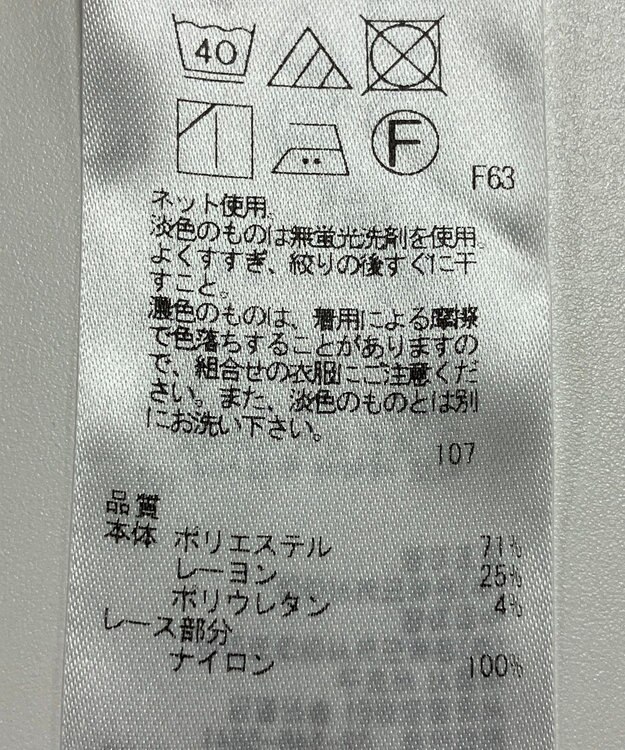 40
F
F63
ネット使用。
淡色のものは無蛍光洗剤を使用。
よくすすぎ、絞りの後すぐに干
すこと。
濃色のものは、着用による摩擦
で色落ちすることがありますの
で、組合せの衣服にご注意くだ
さい。また、淡色のものとは別
にお洗い下さい。
107
品質
本体 ポリエステル 71%
レーヨン 25%
ポリウレタン 4%
レース部分
ナイロン 100%